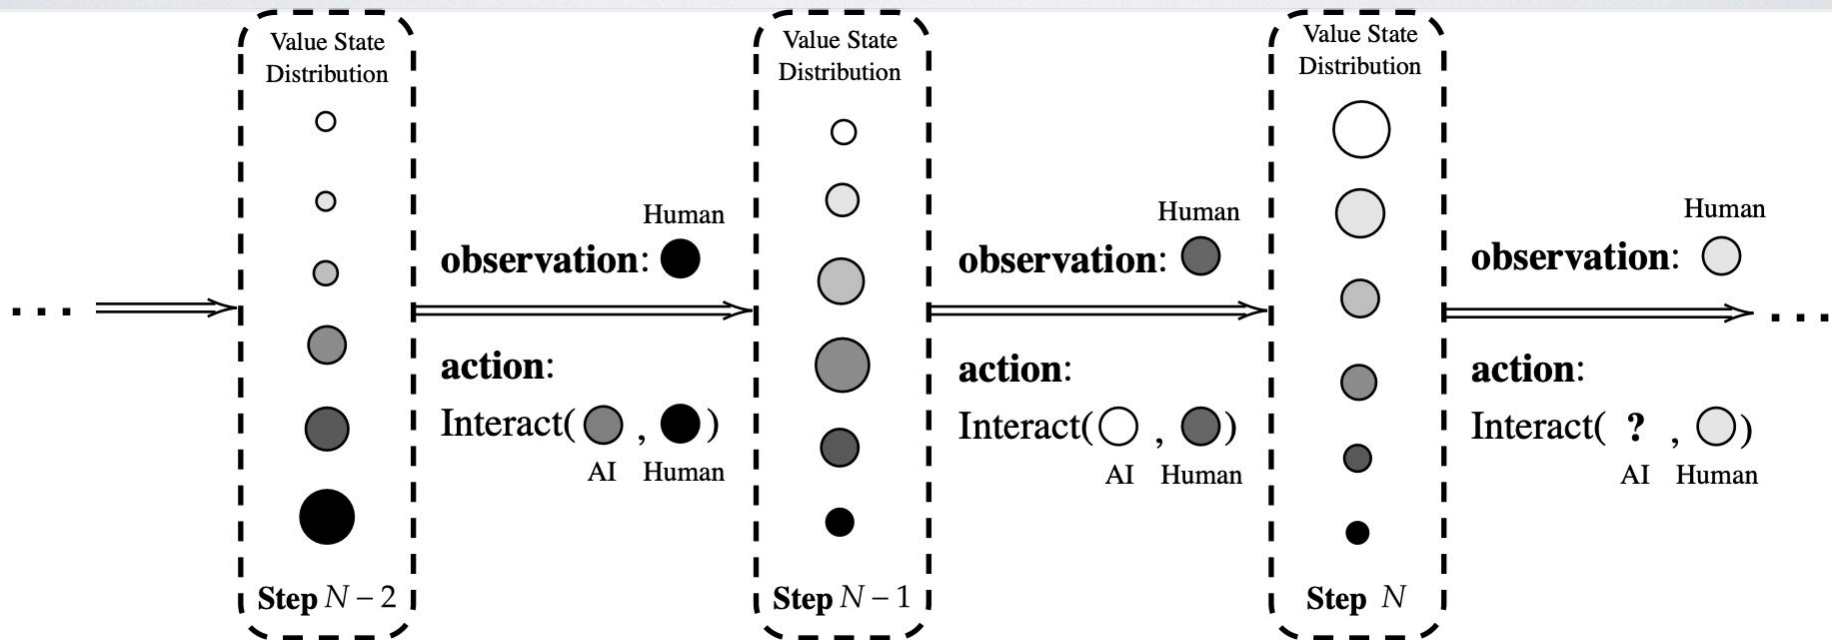 Value State
Distribution
Step N − 2
Human
observation:
action:
Interact( , )
AI Human
Value State
Distribution
Step N − 1
Human
observation:
action:
Interact( , )
AI Human
Value State
Distribution
Step N
Human
observation:
action:
Interact( ? , )
AI Human